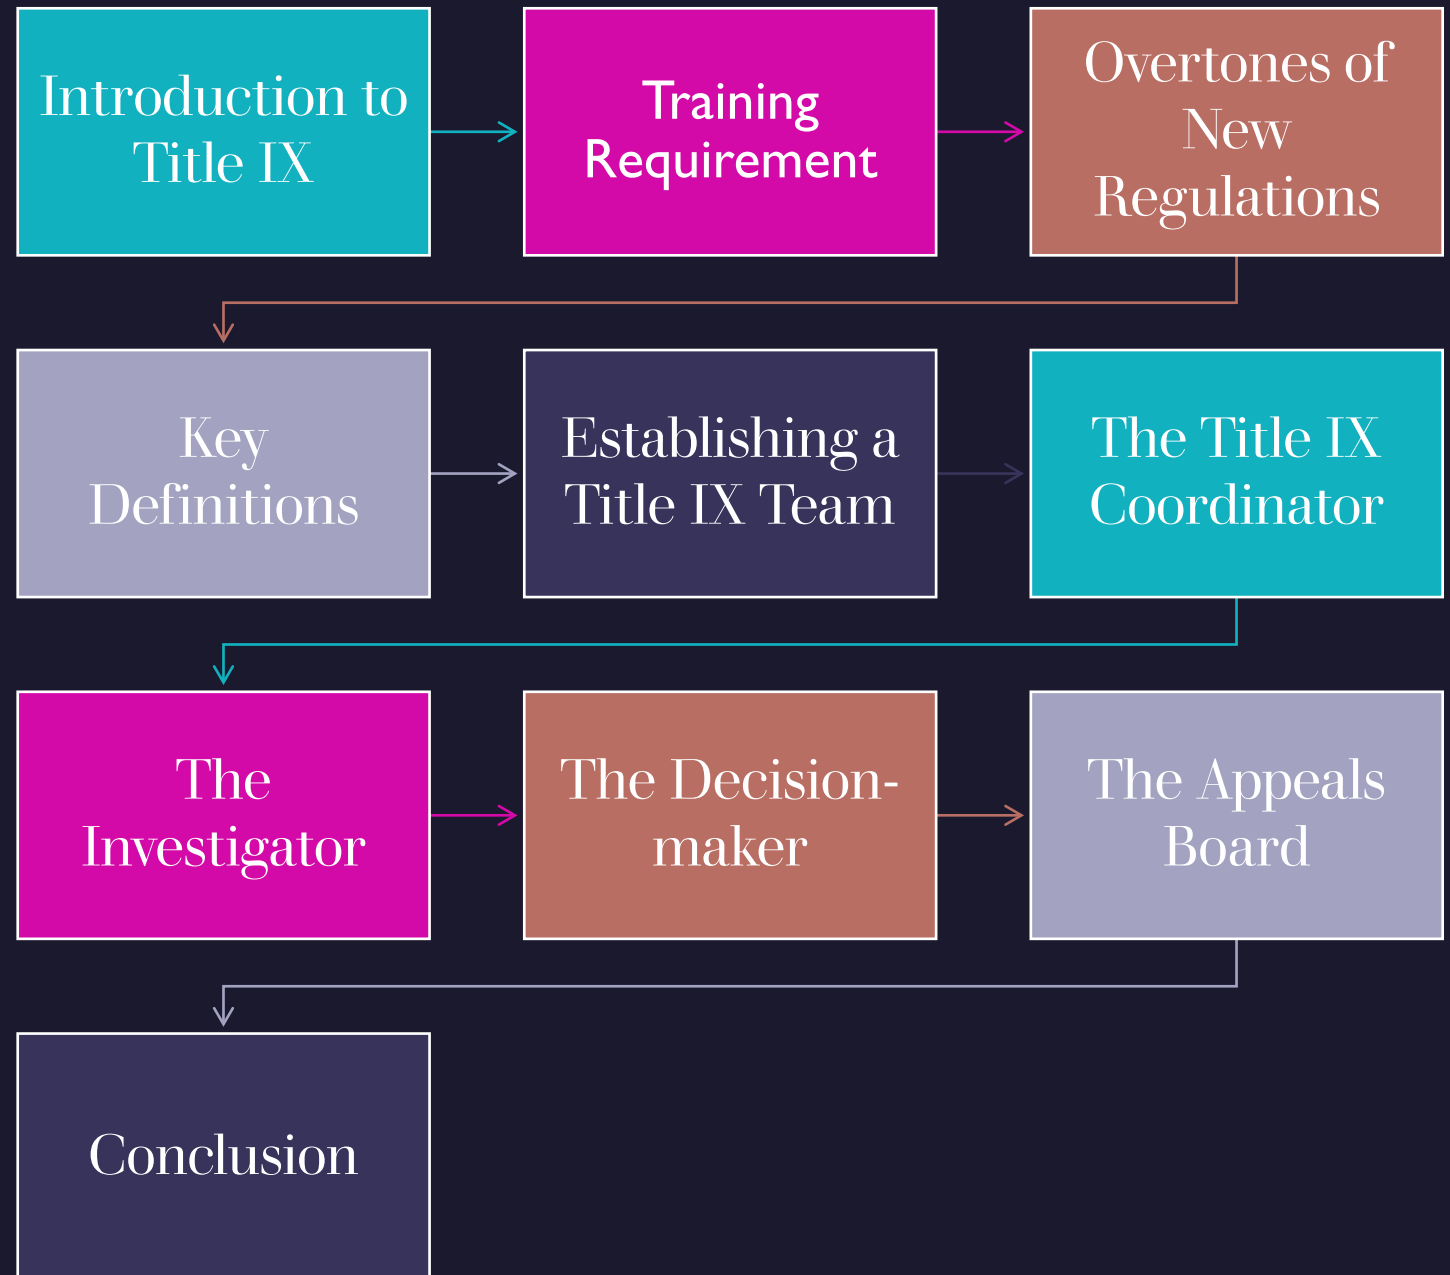 Introduction to
Title IX
Training
Requirement
Overtones of
New
Regulations
Key
Definitions
Establishing a
Title IX Team
The Title IX
Coordinator
The
Investigator
The Decision-
maker
The Appeals
Board
Conclusion